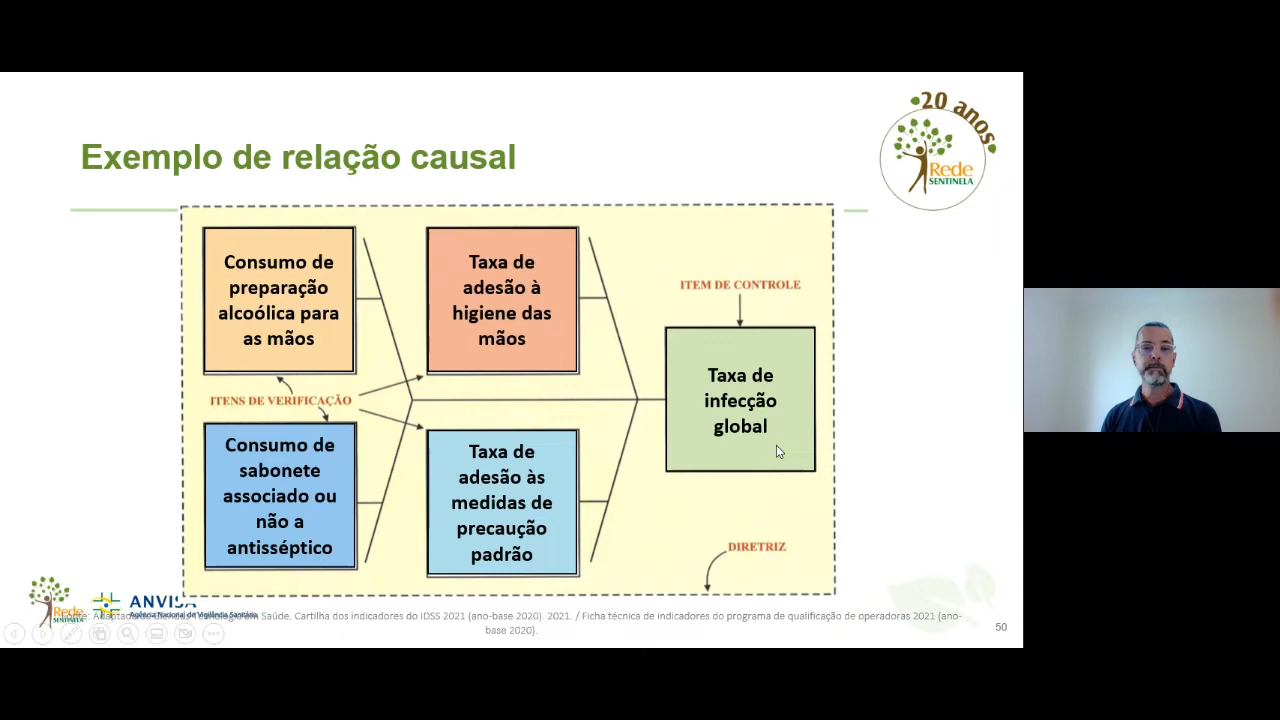 20 anos
Rede
SENTINELA
Exemplo de relação causal
Consumo de
preparação
alcoólica para
as mãos
Taxa de
adesão à
higiene das
mãos
ITEM DE CONTROLE
Taxa de
infecção
global
ITENS DE VERIFICAÇÃO
Consumo de
sabonete
associado ou
não a
antisséptico
Taxa de
adesão às
medidas de
precaução
padrão
DIRETRIZ
Rede
SENTINELA
ANVISA
Agência Nacional de Vigilância Sanitária
em Saúde. Cartilha dos indicadores do IDSS 2021 (ano-base 2020). 2021. / Ficha técnica de indicadores do programa de qualificação de operadoras 2021 (ano-
base 2020).
50